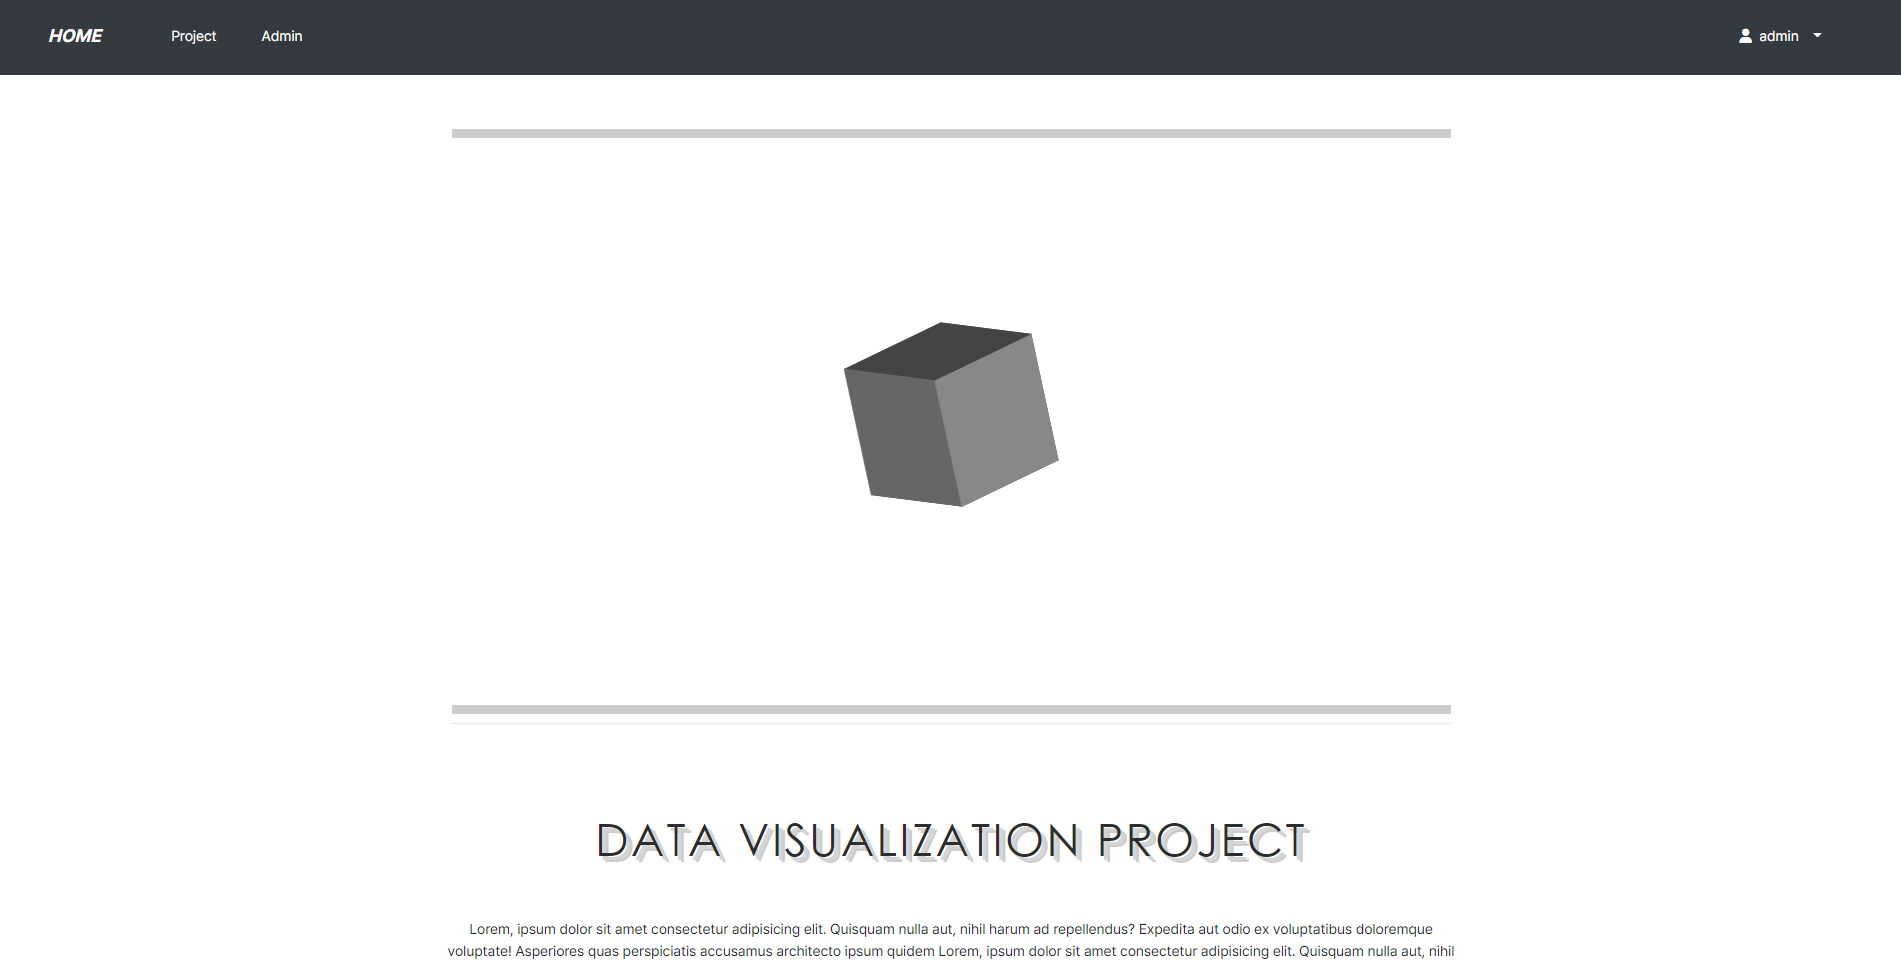 HOME Project Admin admin
DATA VISUALIZATION PROJECT
Lorem, ipsum dolor sit amet consectetur adipisicing elit. Quisquam nulla aut, nihil harum ad repellendus? Expedita aut odio ex voluptatibus doloremque
voluptate! Asperiores quas perspiciatis accusamus architecto ipsum quidem Lorem, ipsum dolor sit amet consectetur adipisicing elit. Quisquam nulla aut, nihil